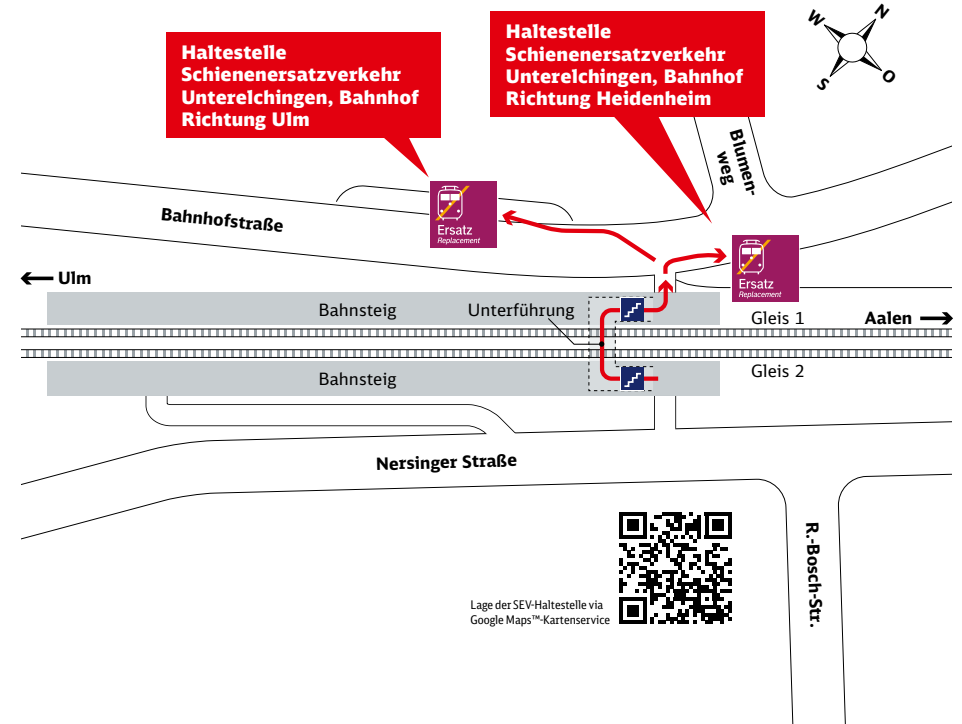 Haltestelle
Schienenersatzverkehr
Unterelchingen, Bahnhof
Richtung Ulm
Haltestelle
Schienenersatzverkehr
Unterelchingen, Bahnhof
Richtung Heidenheim
W
N
S
O
Blumen-
weg
Bahnhofstraße
Ersatz
Replacement
Ersatz
Replacement
Ulm
Bahnsteig
Unterführung
Gleis 1
Aalen
Bahnsteig
Gleis 2
Nersinger Straße
R.-Bosch-Str.
Lage der SEV-Haltestelle via
Google Maps™-Kartenservice